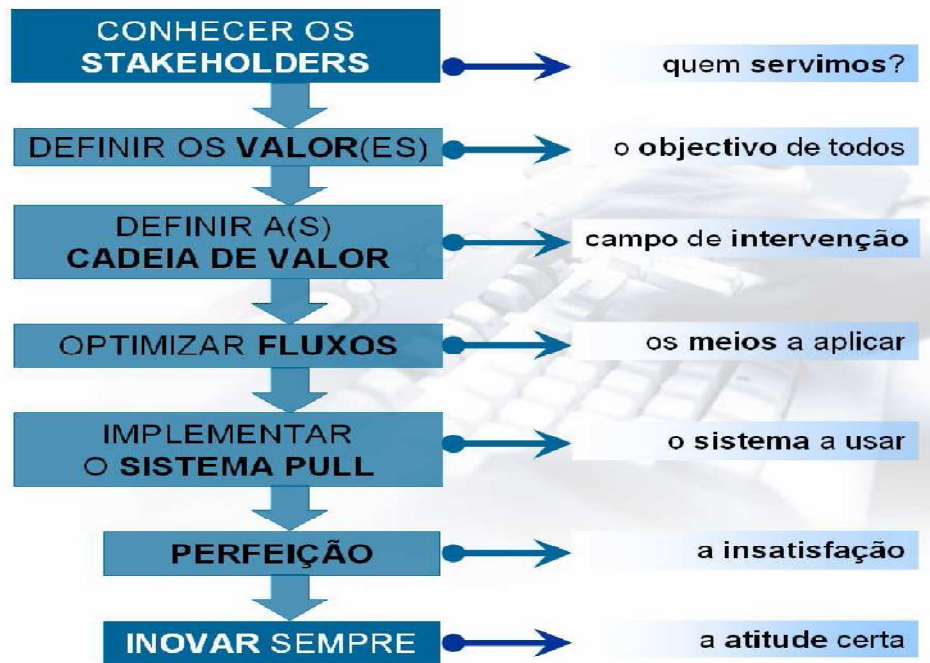 CONHECER OS
STAKEHOLDERS
quem servimos?
DEFINIR OS VALOR(ES)
o objectivo de todos
DEFINIR A(S)
CADEIA DE VALOR
campo de intervenção
OPTIMIZAR FLUXOS
os meios a aplicar
IMPLEMENTAR
O SISTEMA PULL
o sistema a usar
PERFEIÇÃO
a insatisfação
INOVAR SEMPRE
a atitude certa